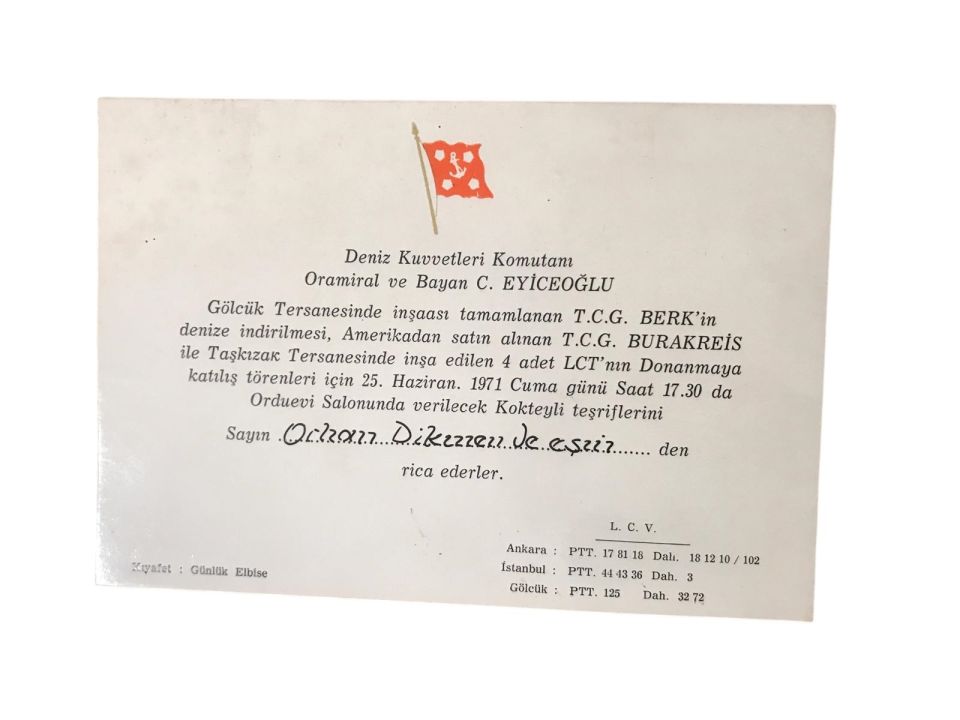 Deniz Kuvvetleri Komutanı
Oramiral ve Bayan C. EYİCEOĞLU
Gölcük Tersanesinde inşaası tamamlanan T.C.G. BERK'in
denize indirilmesi, Amerikadan satın alınan T.C.G. BURAKREİS
ile Taşkızak Tersanesinde inşa edilen 4 adet LCT'nın Donanmaya
katılış törenleri için 25. Haziran. 1971 Cuma günü Saat 17.30 da
Orduevi Salonunda verilecek Kokteyli teşriflerini
Sayın Orhan Dikmen ve eşin den
rica ederler.
L. C. V.
Ankara : PTT. 17 81 18 Dah. 18 12 10 / 102
İstanbul : PTT. 44 43 36 Dah. 3
Gölcük : PTT. 125 Dah. 32 72
Kıyafet : Günlük Elbise